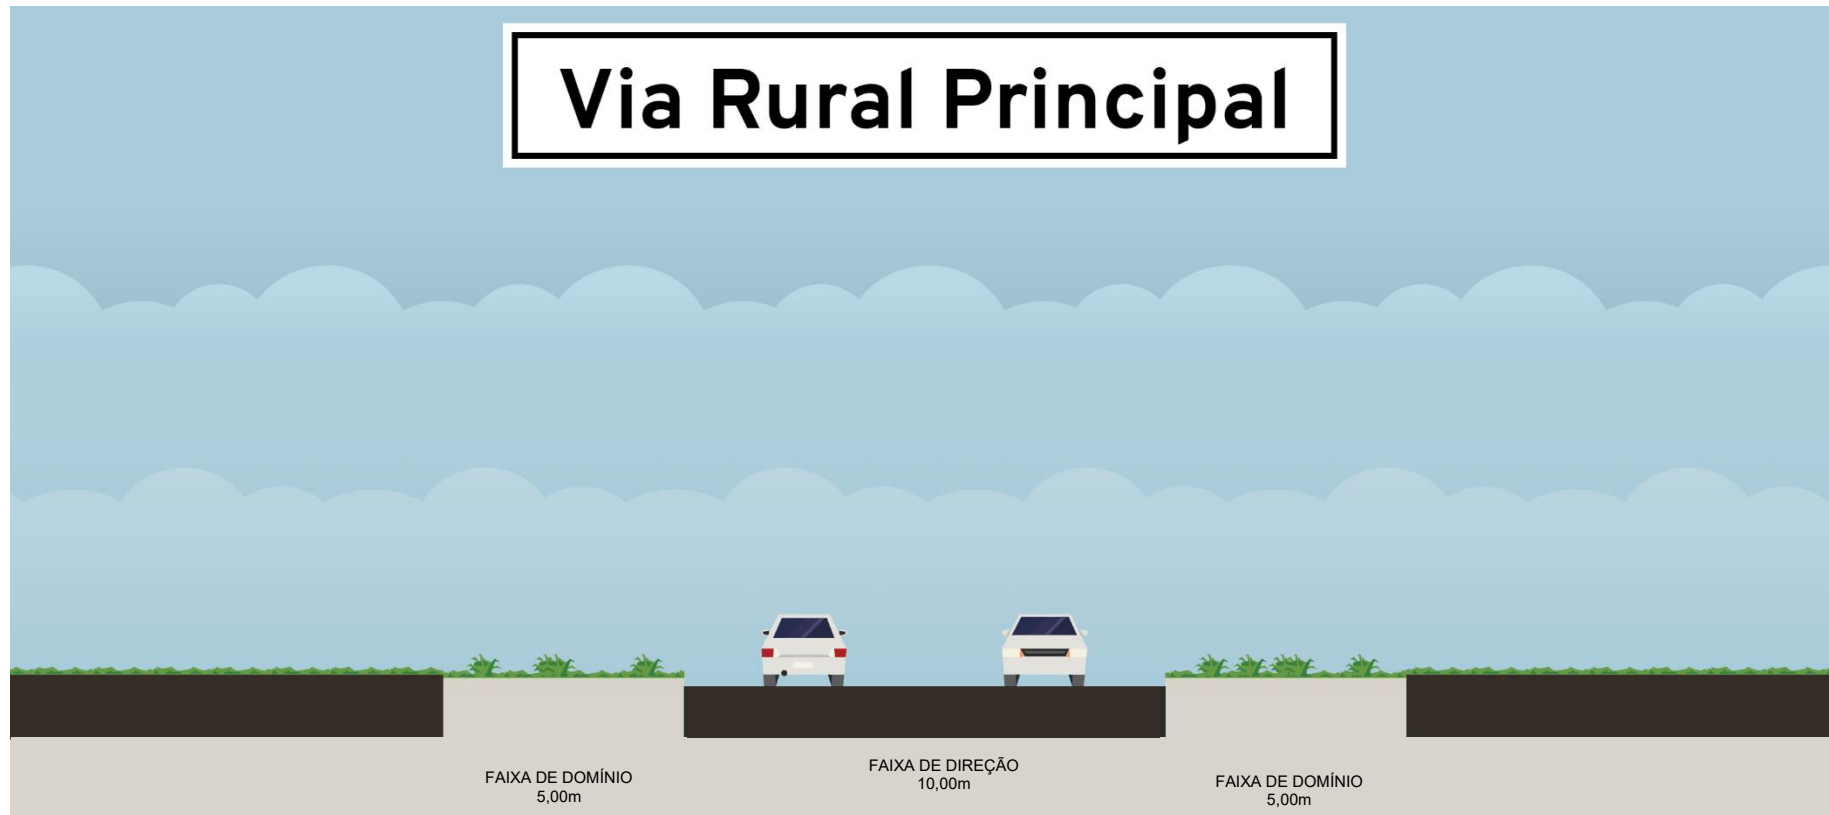 Via Rural Principal
FAIXA DE DOMÍNIO
5,00m
FAIXA DE DIREÇÃO
10,00m
FAIXA DE DOMÍNIO
5,00m